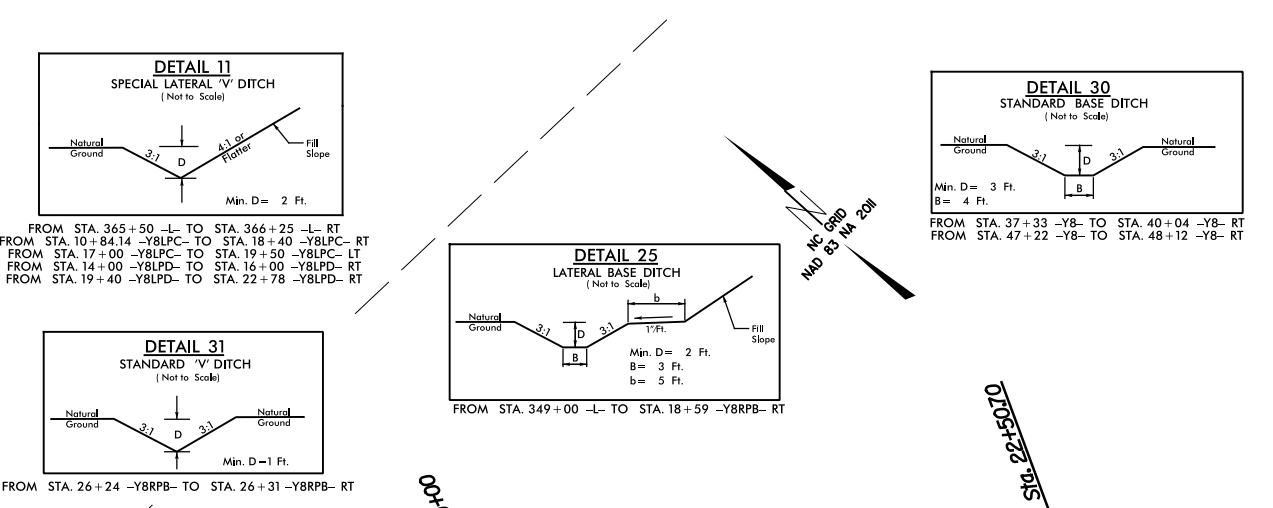 DETAIL 11
SPECIAL LATERAL 'V' DITCH
( Not to Scale)
Natural
Ground
3:1
D
4:1 or
Flatter
Fill
Slope
Min. D= 2 Ft.
FROM STA. 365+50 -L- TO STA. 366+25 -L- RT
FROM STA. 10+84.14 -Y8LPC- TO STA. 18+40 -Y8LPC- RT
FROM STA. 17+00 -Y8LPC- TO STA. 19+50 -Y8LPC- LT
FROM STA. 14+00 -Y8LPD- TO STA. 16+00 -Y8LPD- RT
FROM STA. 19+40 -Y8LPD- TO STA. 22+78 -Y8LPD- RT
DETAIL 31
STANDARD 'V' DITCH
( Not to Scale)
Natural
Ground
3:1
D
3:1
Natural
Ground
Min. D=1 Ft.
FROM STA. 26+24 -Y8RPB- TO STA. 26+31 -Y8RPB- RT
DETAIL 25
LATERAL BASE DITCH
( Not to Scale)
Natural
Ground
3:1
D
3:1
b
1"/Ft.
B
Fill
Slope
Min. D= 2 Ft.
B= 3 Ft.
b= 5 Ft.
FROM STA. 349+00 -L- TO STA. 18+59 -Y8RPB- RT
NC GRID
NAD 83 NA 2011
DETAIL 30
STANDARD BASE DITCH
( Not to Scale)
Natural
Ground
3:1
D
3:1
Natural
Ground
B
Min. D= 3 Ft.
B= 4 Ft.
FROM STA. 37+33 -Y8- TO STA. 40+04 -Y8- RT
FROM STA. 47+22 -Y8- TO STA. 48+12 -Y8- RT
Sta. 22+50.70
+00